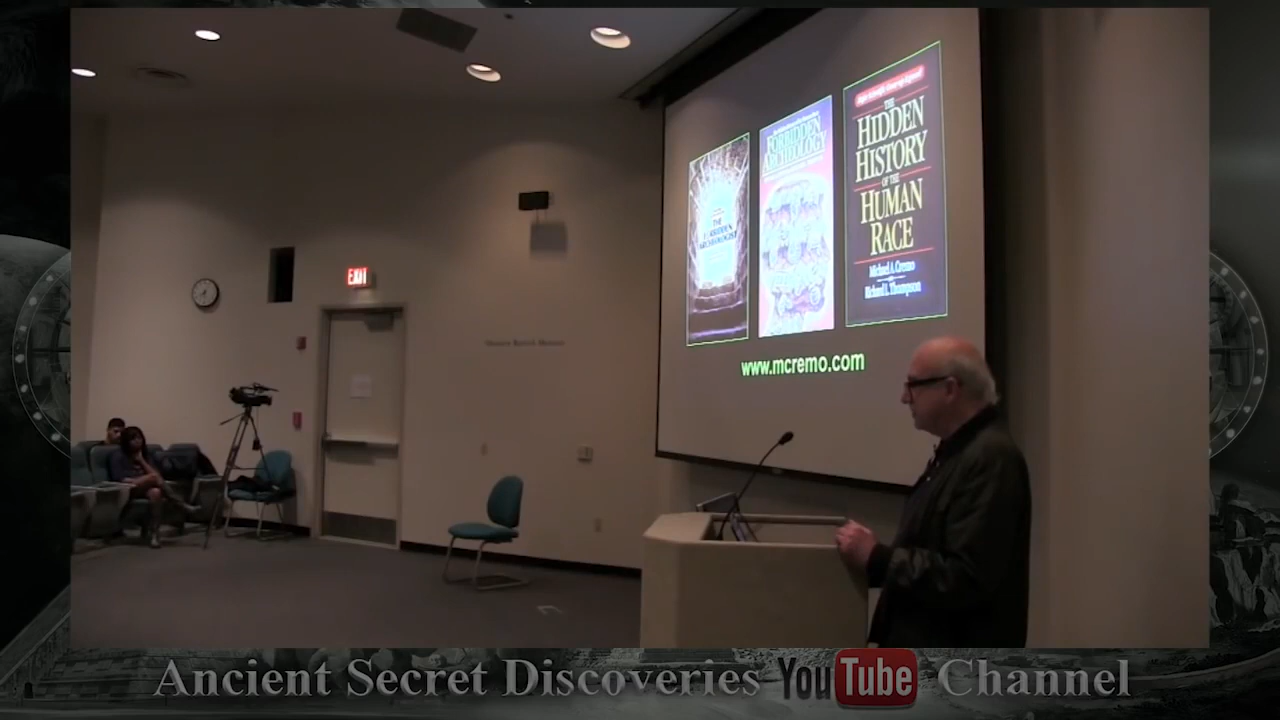 EXIT
THE
FORBIDDEN
ARCHEOLOGIST
FORBIDDEN
ARCHEOLOGY
THE
HIDDEN
HISTORY
OF THE
HUMAN
RACE
Michael A. Cremo
Richard L. Thompson
www.mcremo.com
Ancient Secret Discoveries YouTube Channel